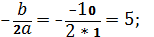 -b/2a = -(-10)/(2*1) = 5;